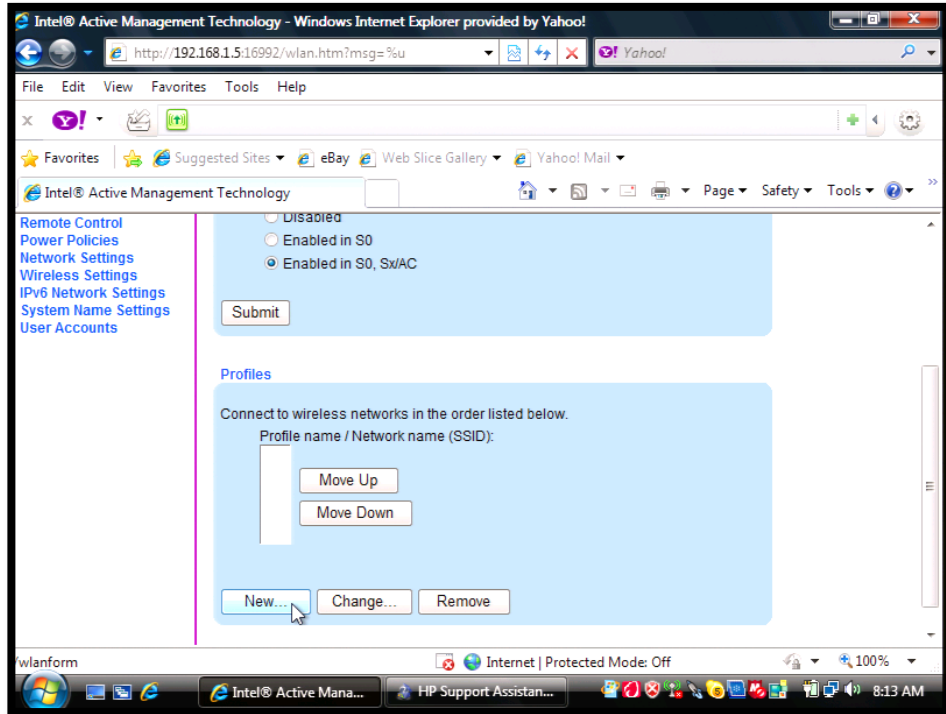 Intel® Active Management Technology - Windows Internet Explorer provided by Yahoo!
http://192.168.1.5:16992/wlan.htm?msg=%u
Yahoo!
File Edit View Favorites Tools Help
x Y!
Favorites Suggested Sites eBay Web Slice Gallery Yahoo! Mail
Intel® Active Management Technology Page Safety Tools »
Remote Control
Power Policies
Network Settings
Wireless Settings
IPv6 Network Settings
System Name Settings
User Accounts
Disabled
Enabled in S0
Enabled in S0, Sx/AC
Submit
Profiles
Connect to wireless networks in the order listed below.
Profile name / Network name (SSID):
Move Up
Move Down
New... Change... Remove
/wlanform Internet | Protected Mode: Off 100%
Intel® Active Mana... HP Support Assistan... 8:13 AM